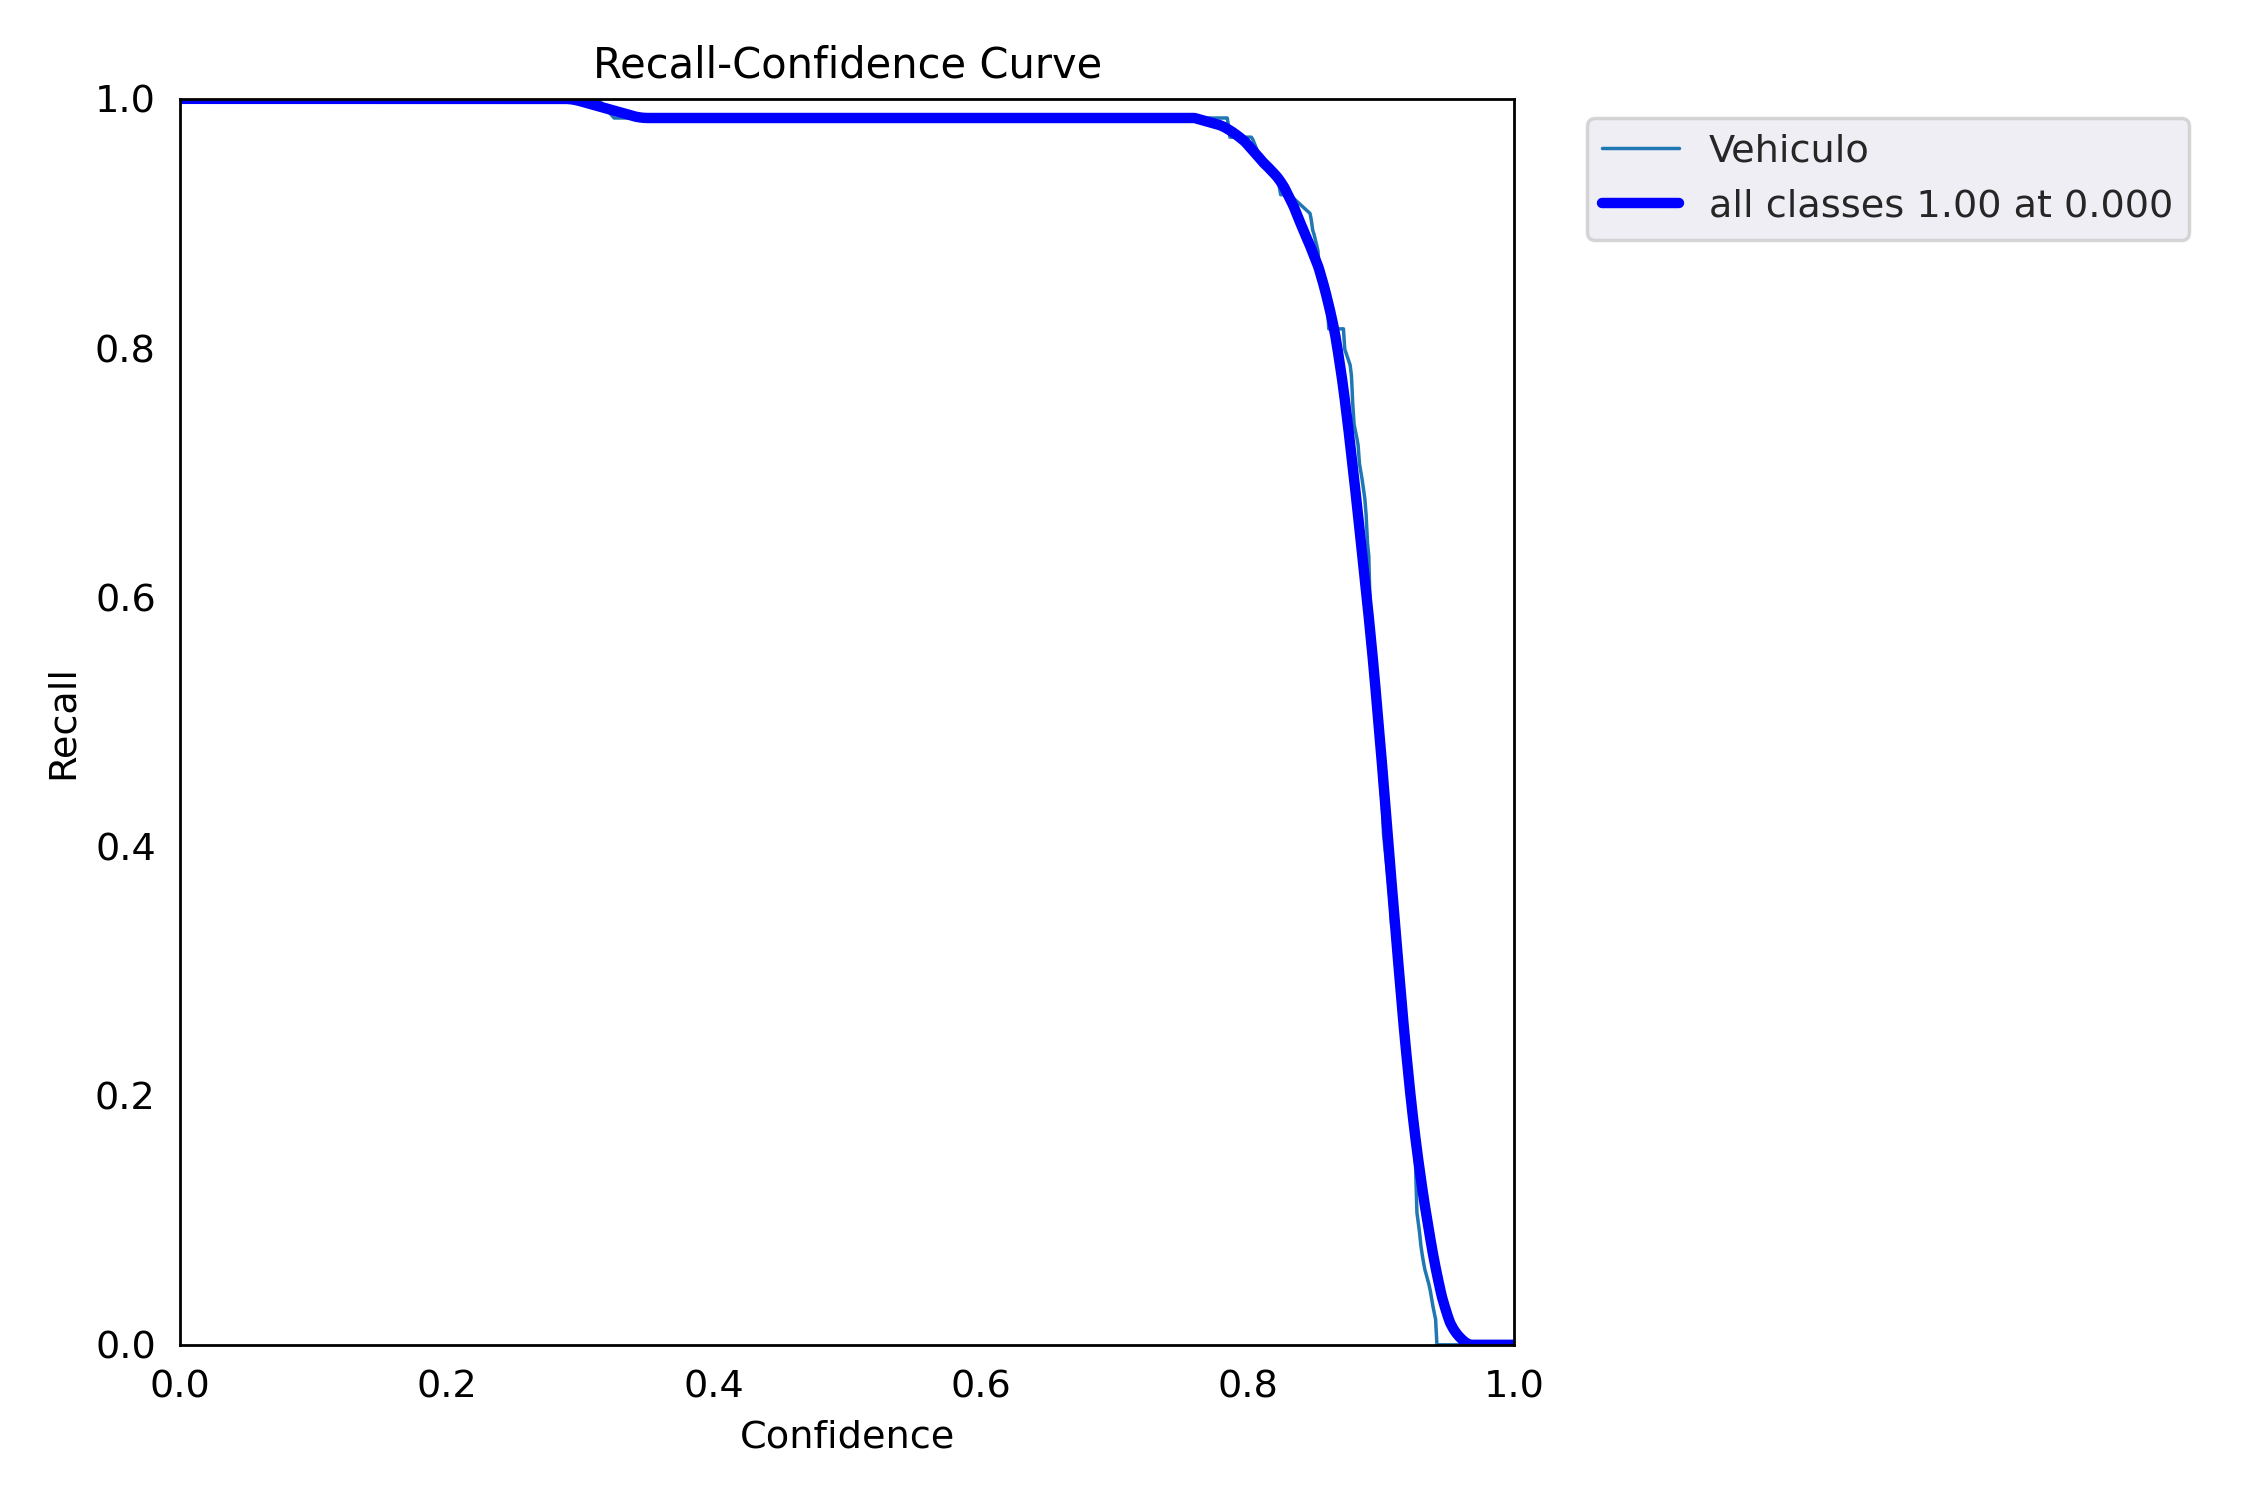 Recall-Confidence Curve
1.0
0.8
0.6
0.4
0.2
0.0
Recall
0.0 0.2 0.4 0.6 0.8 1.0
Confidence
Vehiculo
all classes 1.00 at 0.000